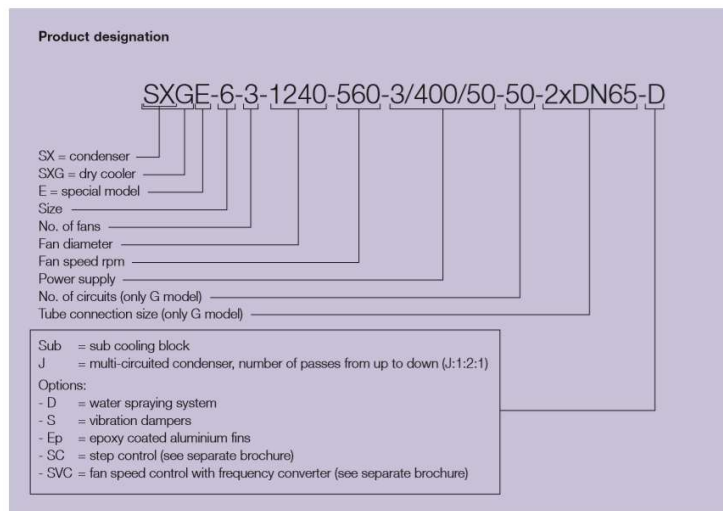 Product designation
SXGE-6-3-1240-560-3/400/50-50-2xDN65-D
SX = condenser
SXG = dry cooler
E = special model
Size
No. of fans
Fan diameter
Fan speed rpm
Power supply
No. of circuits (only G model)
Tube connection size (only G model)
Sub = sub cooling block
J = multi-circuited condenser, number of passes from up to down (J:1:2:1)
Options:
- D = water spraying system
- S = vibration dampers
- Ep = epoxy coated aluminium fins
- SC = step control (see separate brochure)
- SVC = fan speed control with frequency converter (see separate brochure)